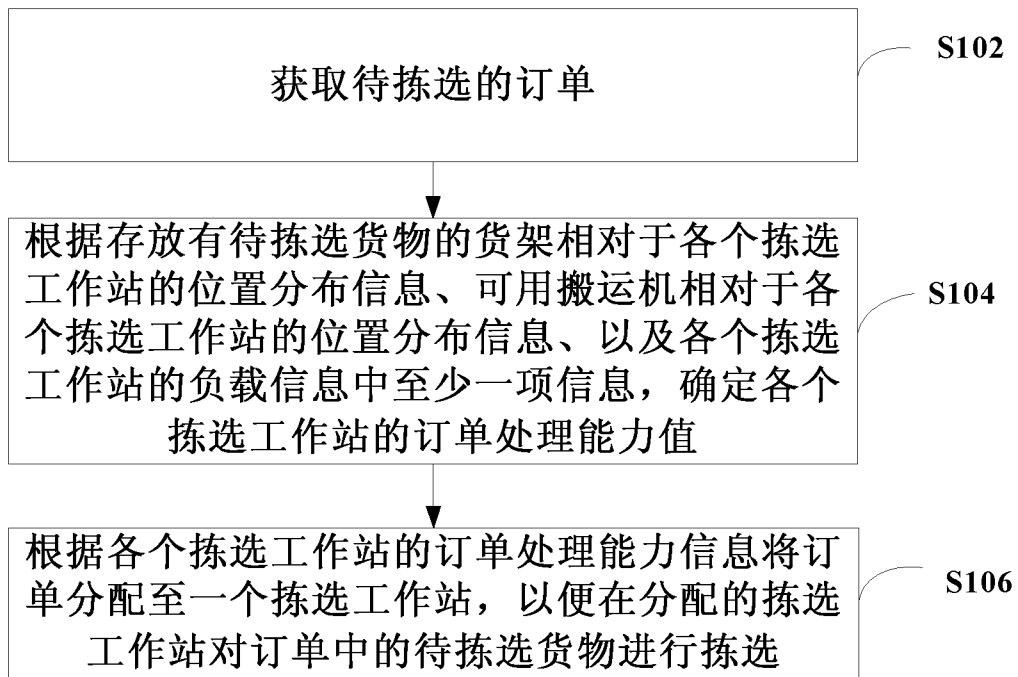 获取待拣选的订单
S102
根据存放有待拣选货物的货架相对于各个拣选
工作站的位置分布信息、可用搬运机相对于各
个拣选工作站的位置分布信息、以及各个拣选
工作站的负载信息中至少一项信息，确定各个
拣选工作站的订单处理能力值
S104
根据各个拣选工作站的订单处理能力信息将订
单分配至一个拣选工作站，以便在分配的拣选
工作站对订单中的待拣选货物进行拣选
S106